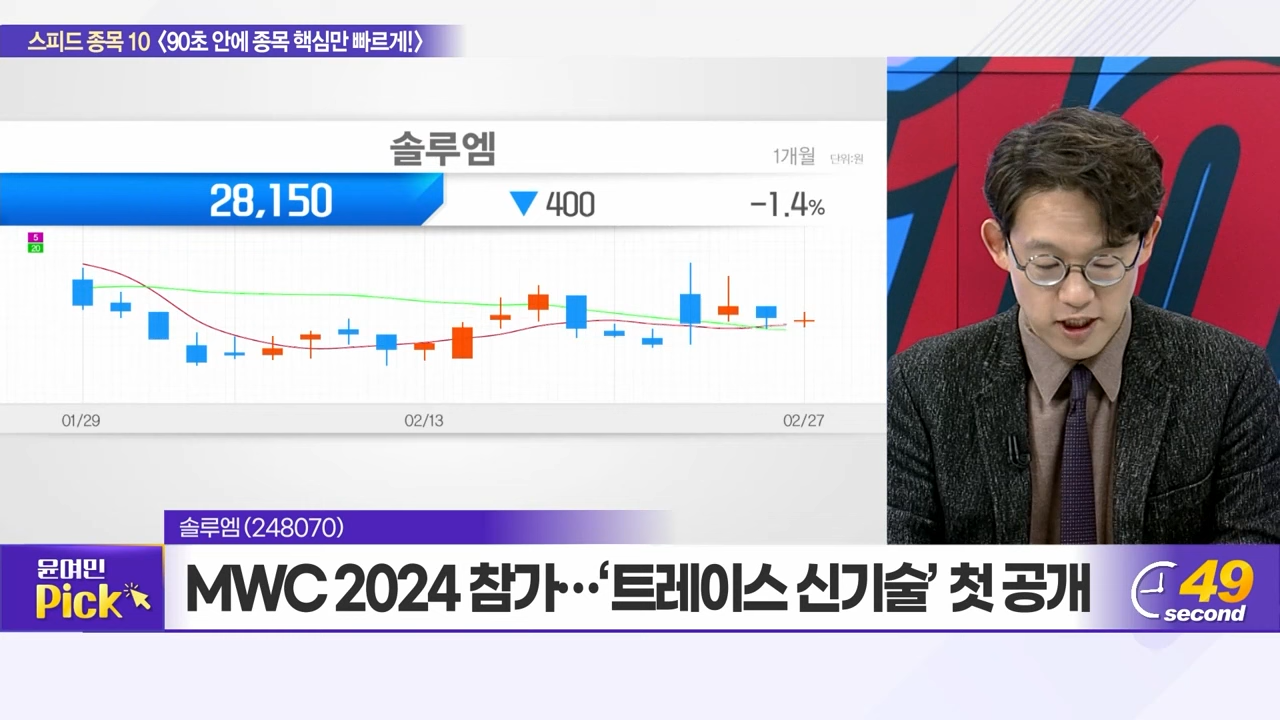 스피드 종목 10 <90초 안에 종목 핵심만 빠르게!>
솔루엠
1개월 단위:원
28,150 ▼400 -1.4%
5
20
01/29 02/13 02/27
솔루엠(248070)
윤여민
Pick
MWC 2024 참가…‘트레이스 신기술’ 첫 공개
49
second